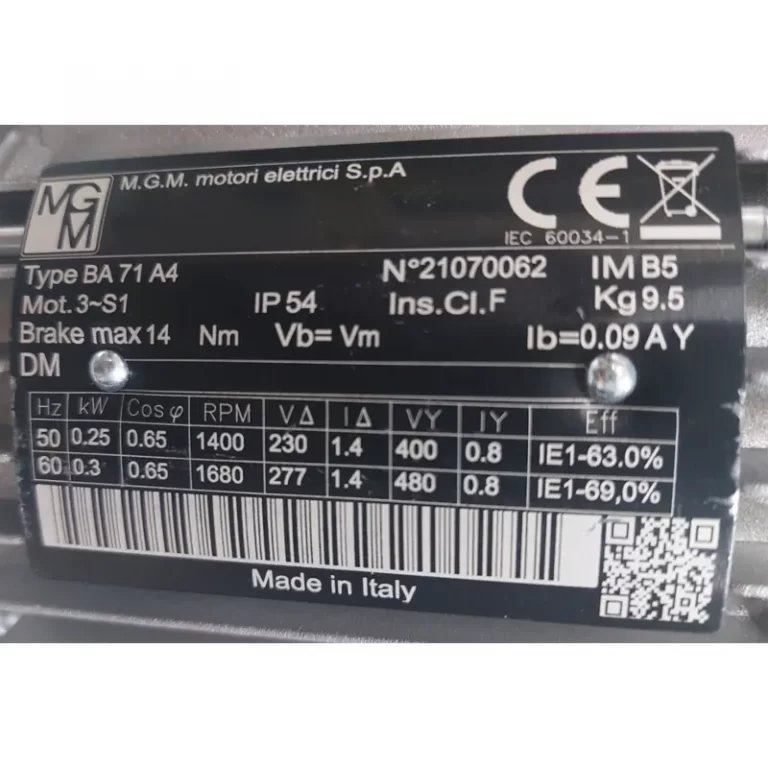 MGM
M.G.M. motori elettrici S.p.A
CE
IEC 60034-1
Type BA 71 A4 N°21070062 IM B5
Mot. 3~S1 IP 54 Ins.Cl.F Kg 9.5
Brake max 14 Nm Vb= Vm Ib=0.09 A Y
DM
Hz kW Cos φ RPM V Δ I Δ VY IY Eff
50 0.25 0.65 1400 230 1.4 400 0.8 IE1-63.0%
60 0.3 0.65 1680 277 1.4 480 0.8 IE1-69,0%
Made in Italy